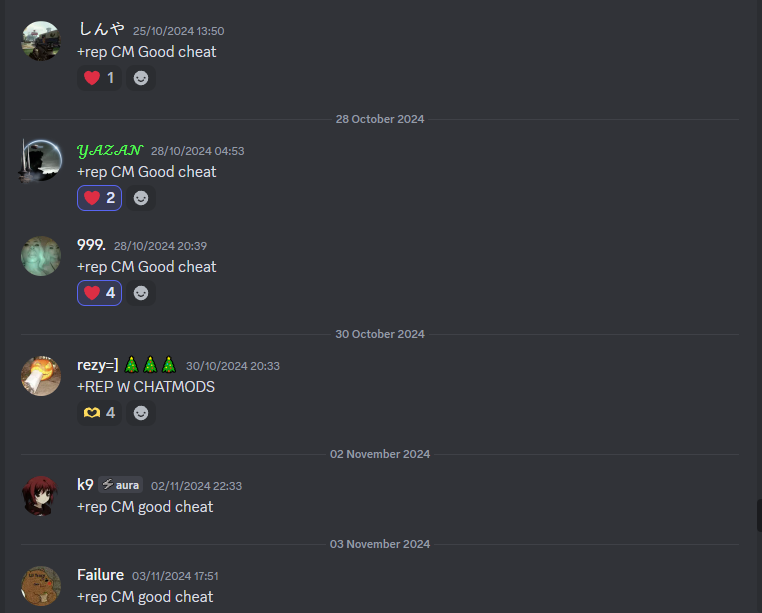 しんや 25/10/2024 13:50
+rep CM Good cheat
1
28 October 2024
𝓨𝓐𝓩𝓐𝓝 28/10/2024 04:53
+rep CM Good cheat
2
999. 28/10/2024 20:39
+rep CM Good cheat
4
30 October 2024
rezy=] 🎄🎄🎄 30/10/2024 20:33
+REP W CHATMODS
4
02 November 2024
k9 aura 02/11/2024 22:33
+rep CM good cheat
03 November 2024
Failure 03/11/2024 17:51
+rep CM good cheat